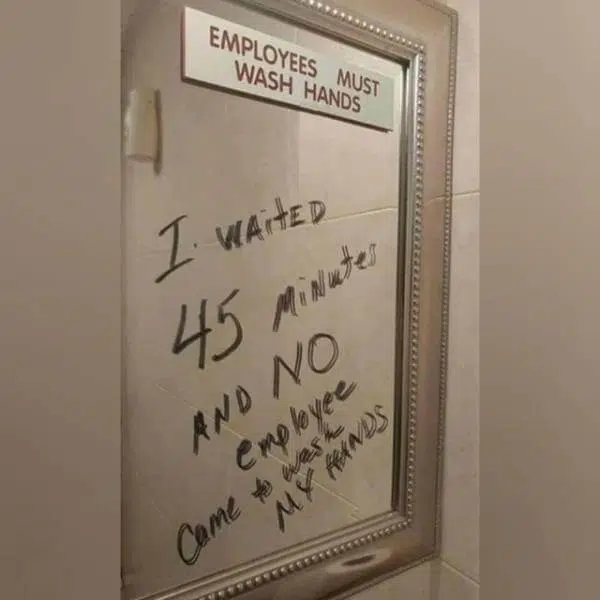 EMPLOYEES MUST
WASH HANDS
I. WAITED
45 MiNutes
AND NO
employee
Came to wash
MY HANDS